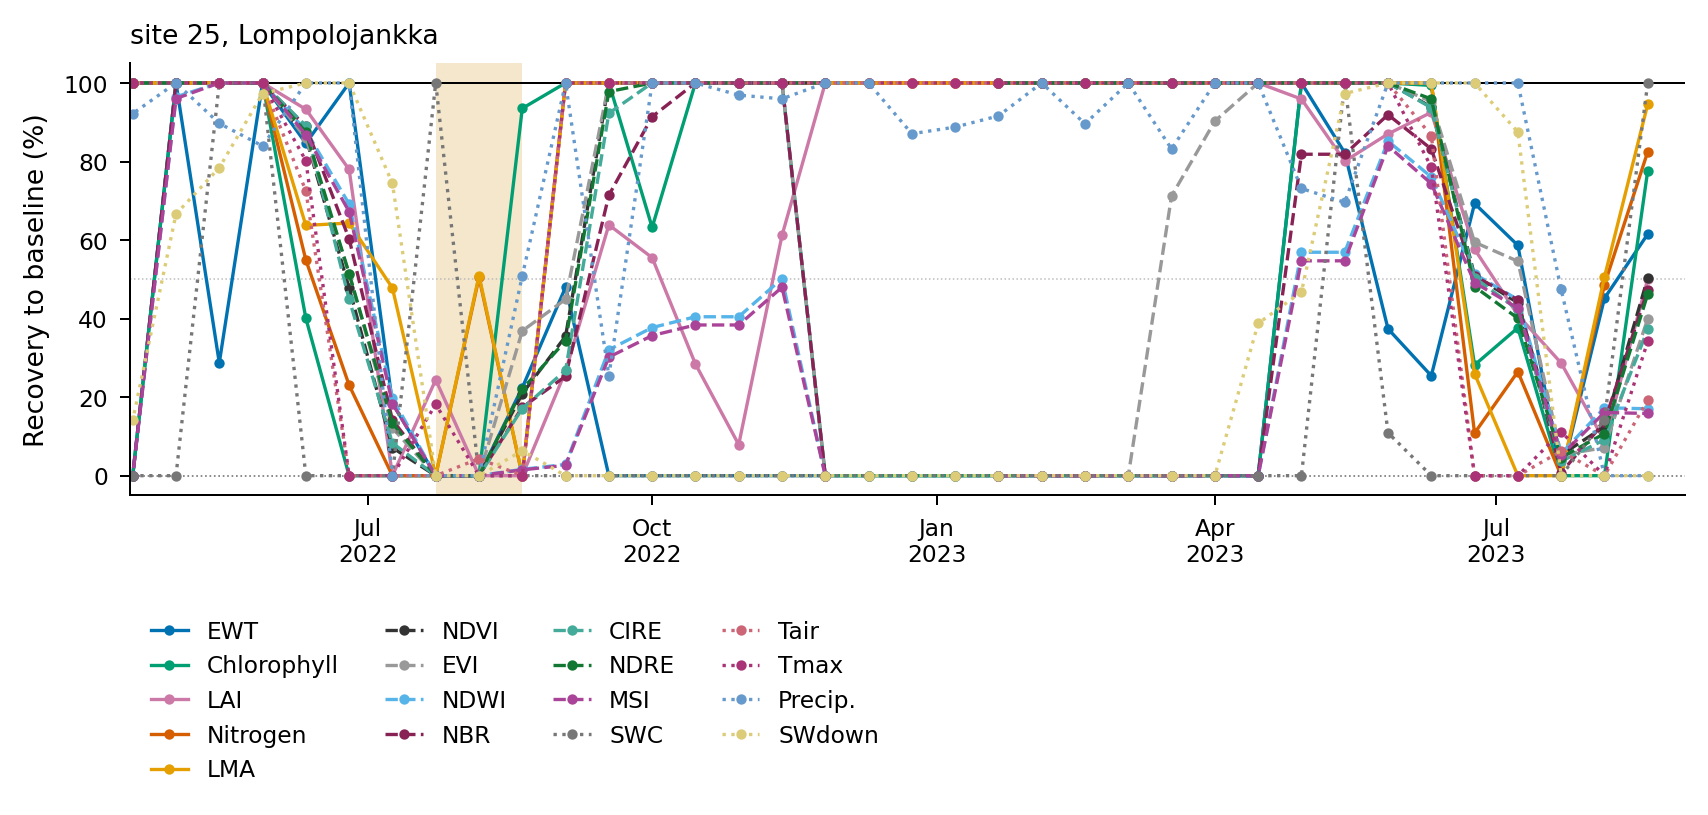 site 25, Lompolojankka
Recovery to baseline (%)
100
80
60
40
20
0
Jul
2022
Oct
2022
Jan
2023
Apr
2023
Jul
2023
EWT
Chlorophyll
LAI
Nitrogen
LMA
NDVI
EVI
NDWI
NBR
CIRE
NDRE
MSI
SWC
Tair
Tmax
Precip.
SWdown